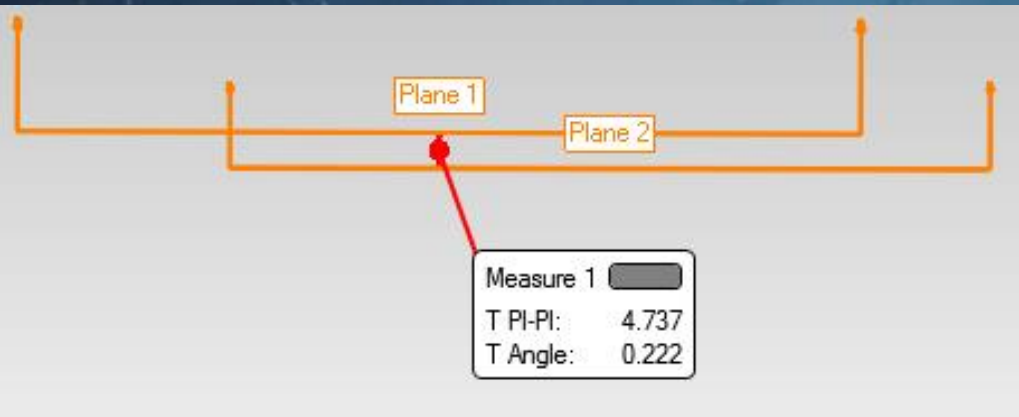 Plane 1
Plane 2
Measure 1
T Pl-Pl: 4.737
T Angle: 0.222